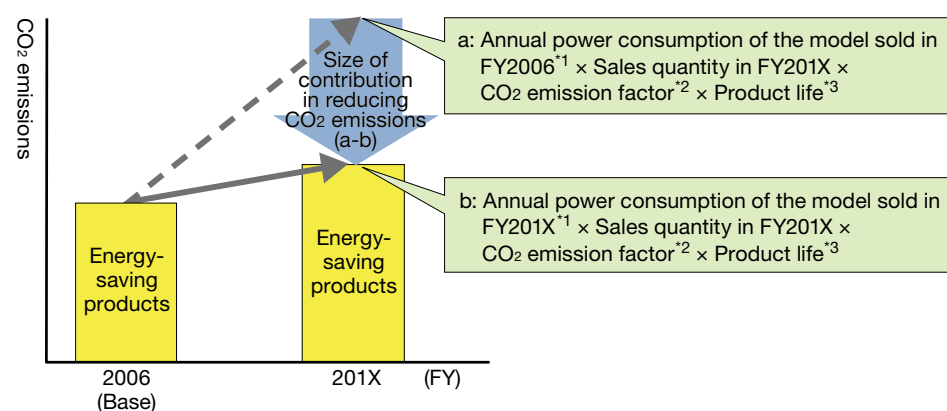 CO2 emissions
Size of
contribution
in reducing
CO2 emissions
(a-b)
a: Annual power consumption of the model sold in
FY2006*1 × Sales quantity in FY201X ×
CO2 emission factor*2 × Product life*3
b: Annual power consumption of the model sold in
FY201X*1 × Sales quantity in FY201X ×
CO2 emission factor*2 × Product life*3
Energy-
saving
products
Energy-
saving
products
2006
(Base)
201X
(FY)